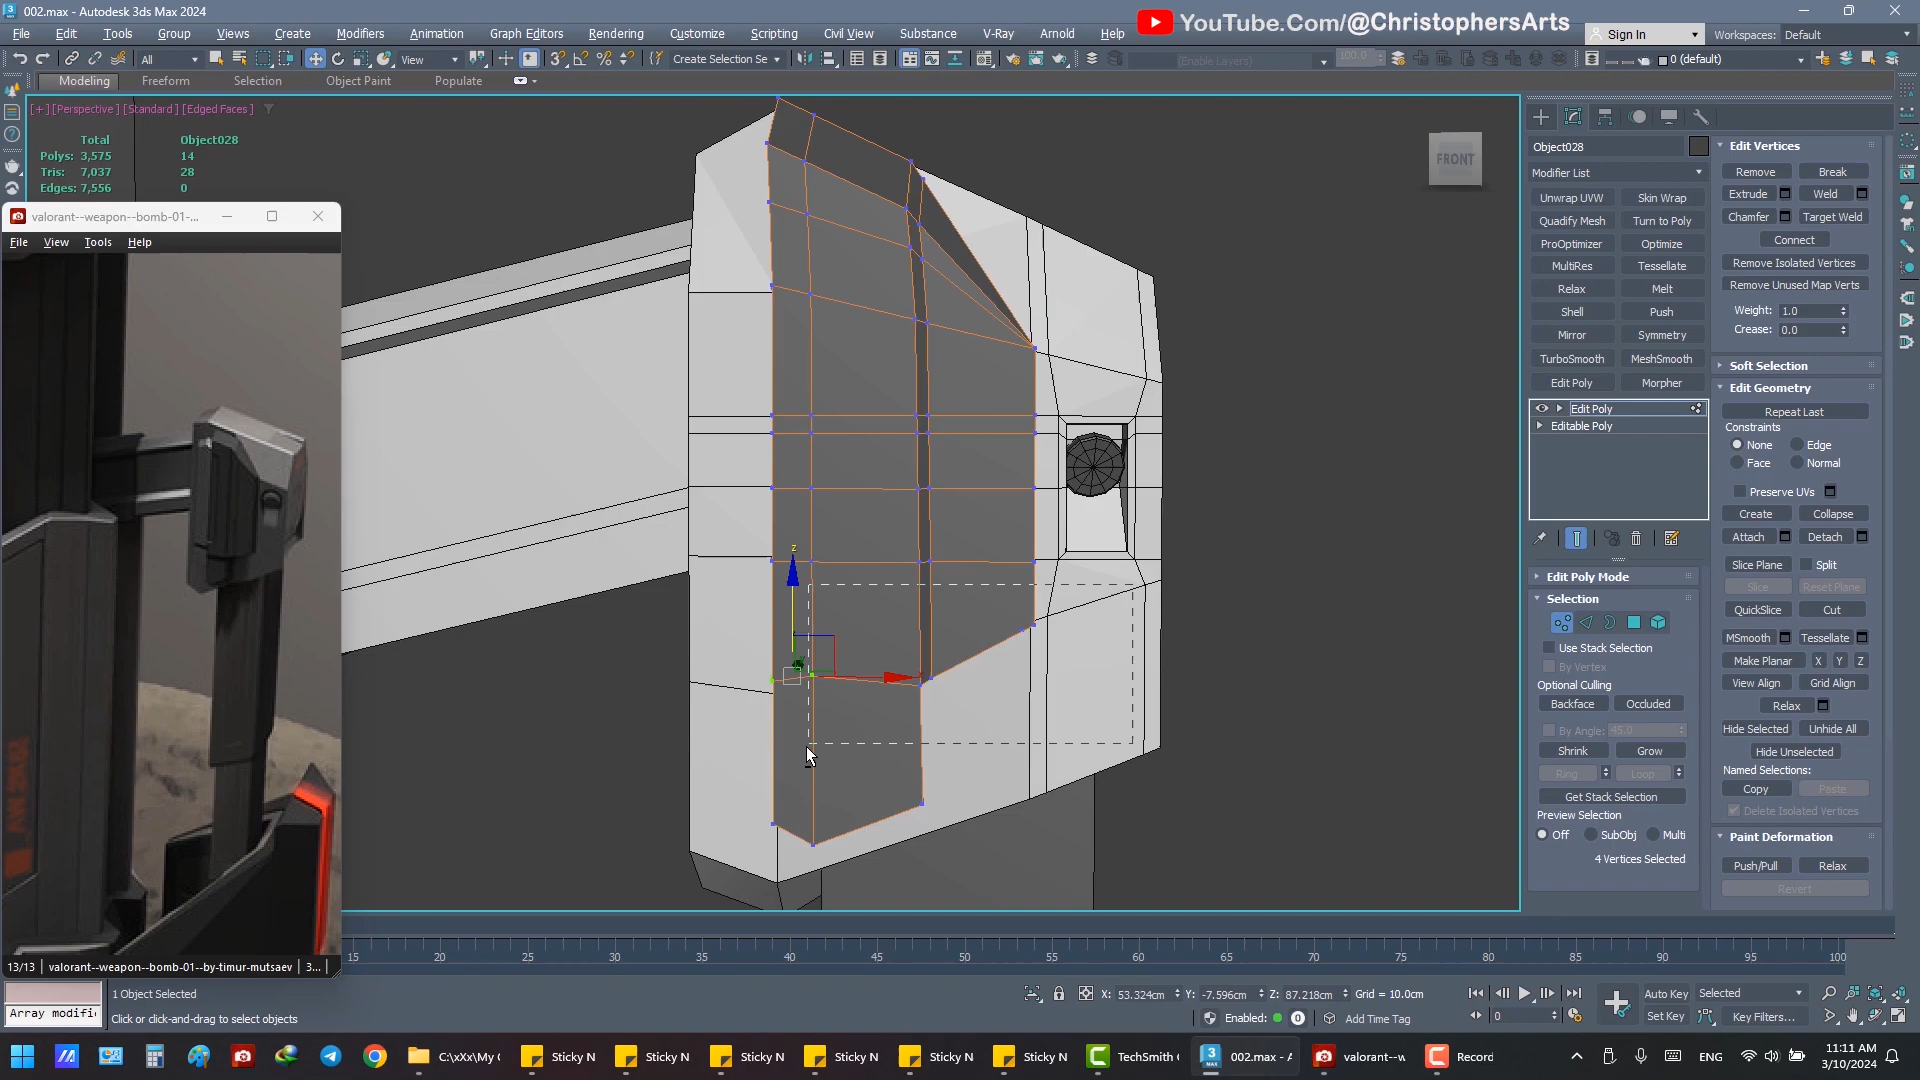 002.max - Autodesk 3ds Max 2024
YouTube.Com/@ChristophersArts
File Edit Tools Group Views Create Modifiers Animation Graph Editors Rendering Customize Scripting Civil View Substance V-Ray Arnold Help
Sign In
Workspaces: Default
All
View
Create Selection Se
(Enable Layers)
100.0
0 (default)
Modeling Freeform Selection Object Paint Populate
[+] [Perspective] [Standard] [Edged Faces]
Total Object028
Polys: 3,575 14
Tris: 7,037 28
Edges: 7,556 0
valorant--weapon--bomb-01-...
File View Tools Help
13/13 valorant--weapon--bomb-01--by-timur-mutsaev 3...
FRONT
z
Object028
Modifier List
Unwrap UVW Skin Wrap
Quadify Mesh Turn to Poly
ProOptimizer Optimize
MultiRes Tessellate
Relax Melt
Shell Push
Mirror Symmetry
TurboSmooth MeshSmooth
Edit Poly Morpher
Edit Poly
Editable Poly
Edit Poly Mode
Selection
Use Stack Selection
By Vertex
Optional Culling
Backface Occluded
By Angle: 45.0
Shrink Grow
Ring Loop
Get Stack Selection
Preview Selection
Off SubObj Multi
4 Vertices Selected
Edit Vertices
Remove Break
Extrude Weld
Chamfer Target Weld
Connect
Remove Isolated Vertices
Remove Unused Map Verts
Weight: 1.0
Crease: 0.0
Soft Selection
Edit Geometry
Repeat Last
Constraints
None Edge
Face Normal
Preserve UVs
Create Collapse
Attach Detach
Slice Plane Split
Slice Reset Plane
QuickSlice Cut
MSmooth Tessellate
Make Planar X Y Z
View Align Grid Align
Relax
Hide Selected Unhide All
Hide Unselected
Named Selections:
Copy Paste
Delete Isolated Vertices
Paint Deformation
Push/Pull Relax
Revert
15 20 25 30 35 40 45 50 55 60 65 70 75 80 85 90 95 100
Array modifi
1 Object Selected
Click or click-and-drag to select objects
X: 53.324cm Y: -7.596cm Z: 87.218cm Grid = 10.0cm
Enabled: 0 Add Time Tag
0
Auto Key Selected
Set Key Key Filters...
C:\xXx\My (
Sticky N
Sticky N
Sticky N
Sticky N
Sticky N
Sticky N
TechSmith
002.max - A
valorant--w
Record
ENG
11:11 AM
3/10/2024